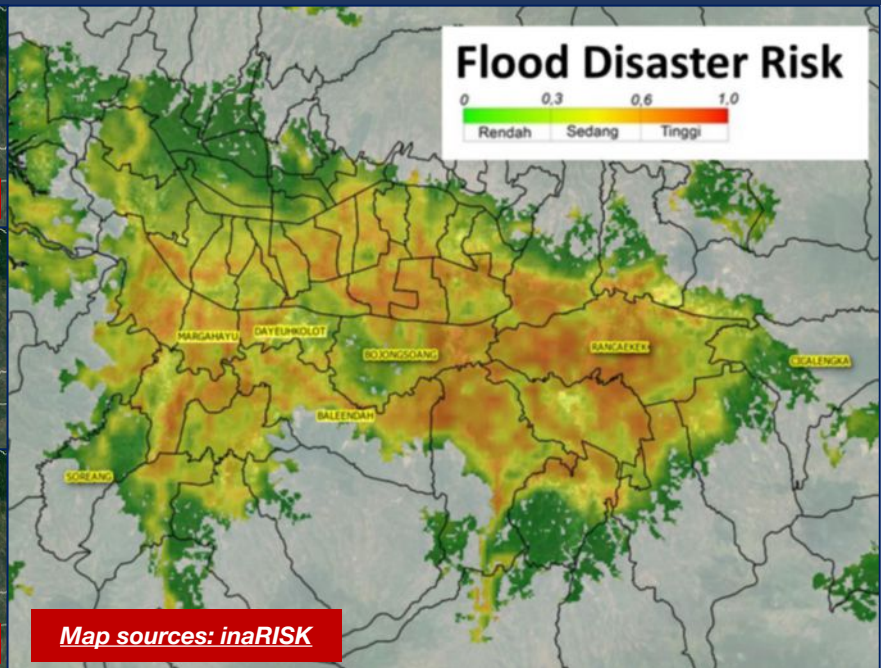 Flood Disaster Risk
0 0,3 0,6 1,0
Rendah Sedang Tinggi
MARGAHAYU
DAYEUHKOLOT
BOJONGSOANG
RANCAEKEK
CICALENGKA
BALEENDAH
SOREANG
Map sources: inaRISK